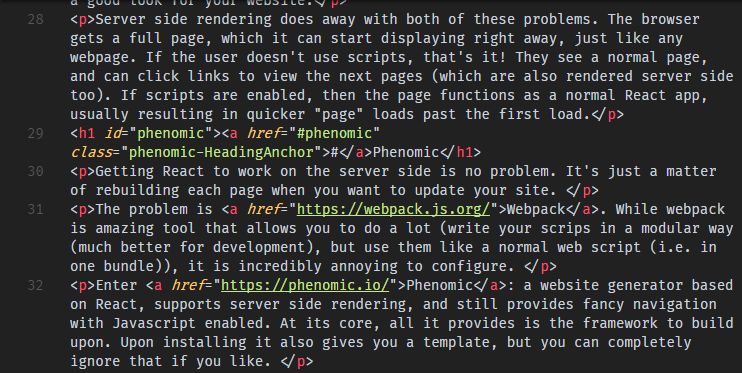 a good look for your website.</p>
28 <p>Server side rendering does away with both of these problems. The browser
gets a full page, which it can start displaying right away, just like any
webpage. If the user doesn't use scripts, that's it! They see a normal page,
and can click links to view the next pages (which are also rendered server side
too). If scripts are enabled, then the page functions as a normal React app,
usually resulting in quicker "page" loads past the first load.</p>
29 <h1 id="phenomic"><a href="#phenomic"
class="phenomic-HeadingAnchor">#</a>Phenomic</h1>
30 <p>Getting React to work on the server side is no problem. It's just a matter
of rebuilding each page when you want to update your site. </p>
31 <p>The problem is <a href="https://webpack.js.org/">Webpack</a>. While webpack
is amazing tool that allows you to do a lot (write your scrips in a modular way
(much better for development), but use them like a normal web script (i.e. in
one bundle)), it is incredibly annoying to configure. </p>
32 <p>Enter <a href="https://phenomic.io/">Phenomic</a>: a website generator based
on React, supports server side rendering, and still provides fancy navigation
with Javascript enabled. At its core, all it provides is the framework to build
upon. Upon installing it also gives you a template, but you can completely
ignore that if you like. </p>